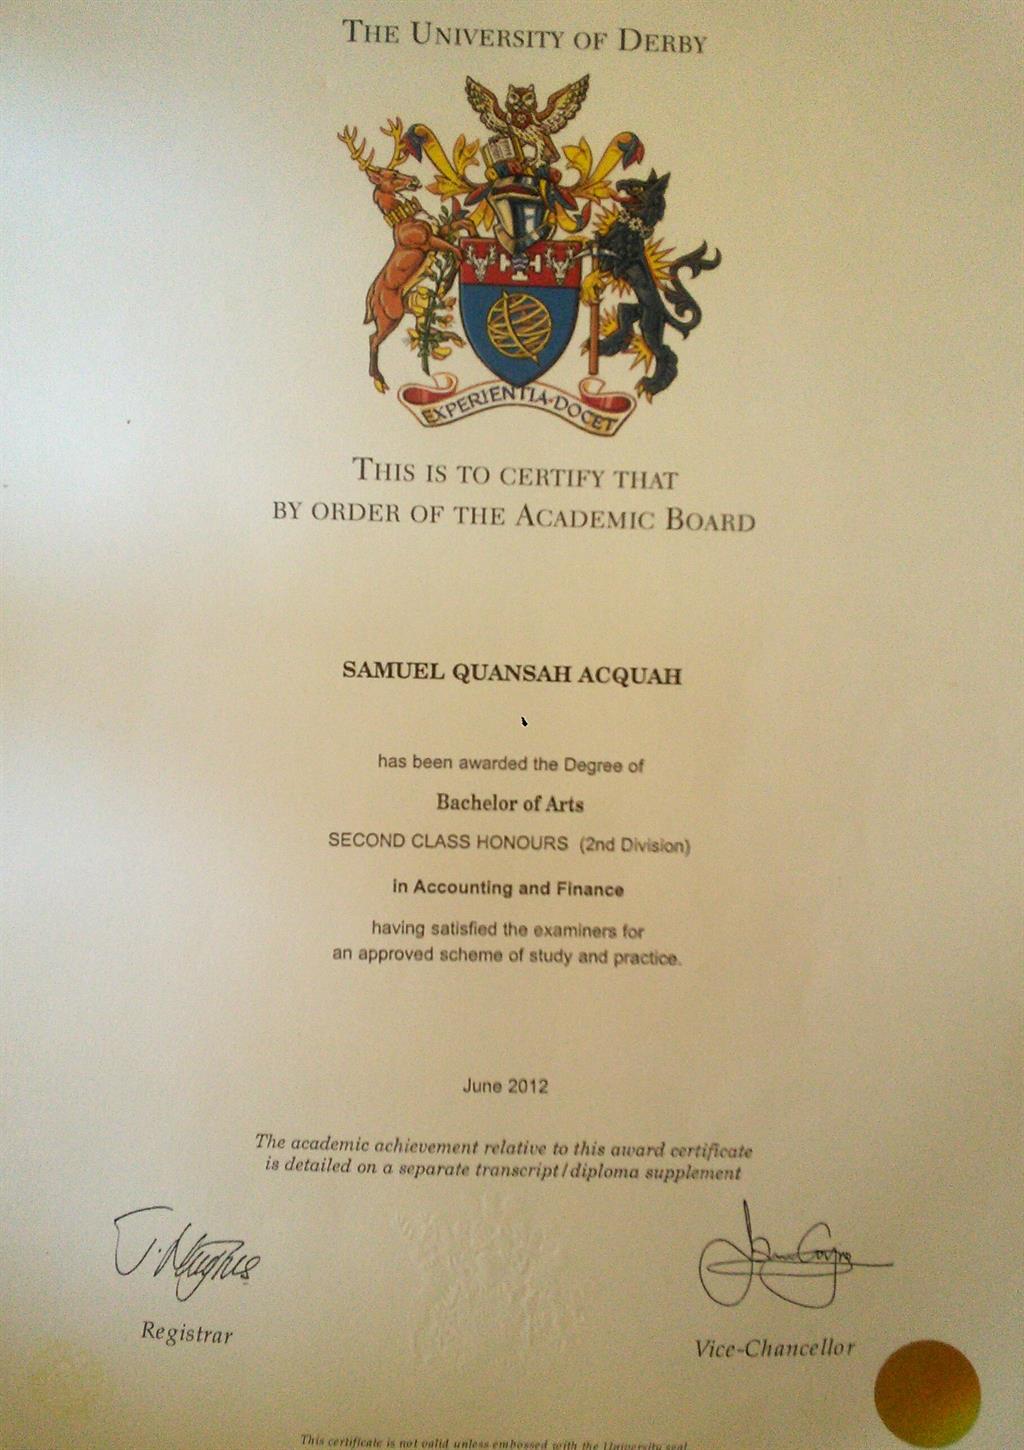 THE UNIVERSITY OF DERBY
EXPERIENTIA·DOCET
THIS IS TO CERTIFY THAT
BY ORDER OF THE ACADEMIC BOARD
SAMUEL QUANSAH ACQUAH
has been awarded the Degree of
Bachelor of Arts
SECOND CLASS HONOURS (2nd Division)
in Accounting and Finance
having satisfied the examiners for
an approved scheme of study and practice.
June 2012
The academic achievement relative to this award certificate
is detailed on a separate transcript/diploma supplement
J. Hughes
Registrar
Vice-Chancellor
This certificate is not valid unless embossed with the University seal